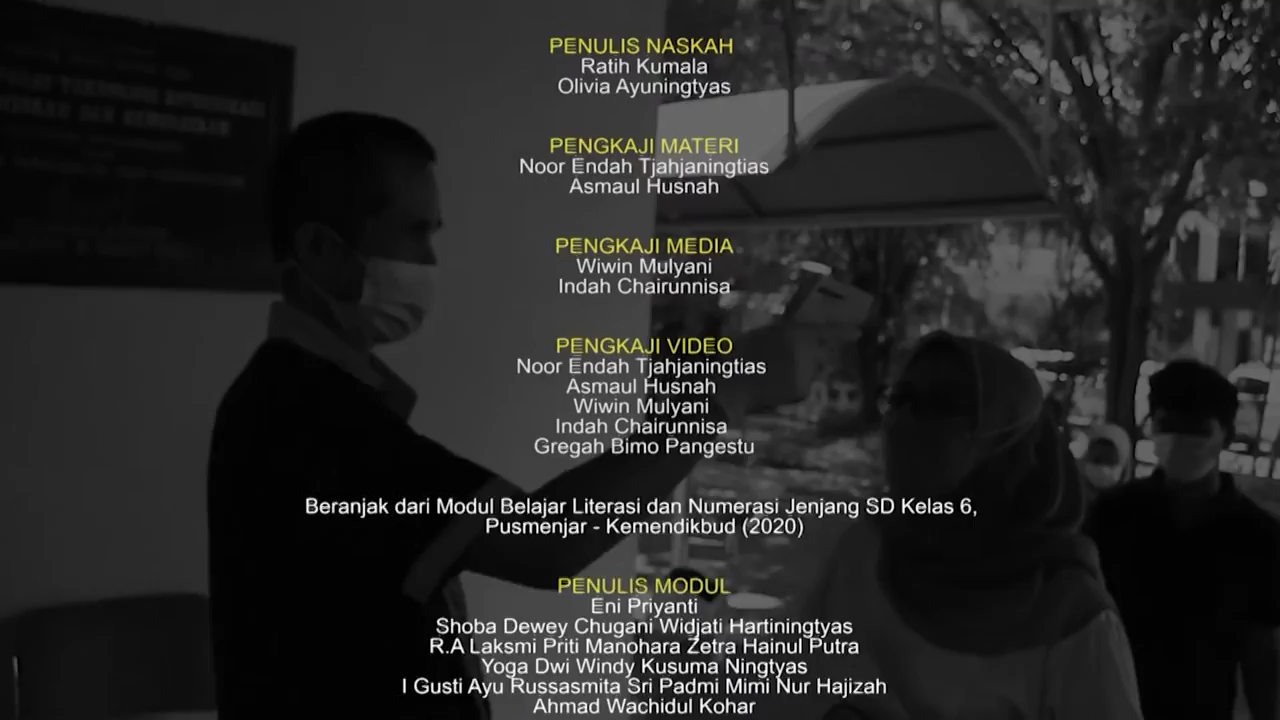 PENULIS NASKAH
Ratih Kumala
Olivia Ayuningtyas
PENGKAJI MATERI
Noor Endah Tjahjaningtias
Asmaul Husnah
PENGKAJI MEDIA
Wiwin Mulyani
Indah Chairunnisa
PENGKAJI VIDEO
Noor Endah Tjahjaningtias
Asmaul Husnah
Wiwin Mulyani
Indah Chairunnisa
Gregah Bimo Pangestu
Beranjak dari Modul Belajar Literasi dan Numerasi Jenjang SD Kelas 6,
Pusmenjar - Kemendikbud (2020)
PENULIS MODUL
Eni Priyanti
Shoba Dewey Chugani Widjati Hartiningtyas
R.A Laksmi Priti Manohara Zetra Hainul Putra
Yoga Dwi Windy Kusuma Ningtyas
I Gusti Ayu Russasmita Sri Padmi Mimi Nur Hajizah
Ahmad Wachidul Kohar